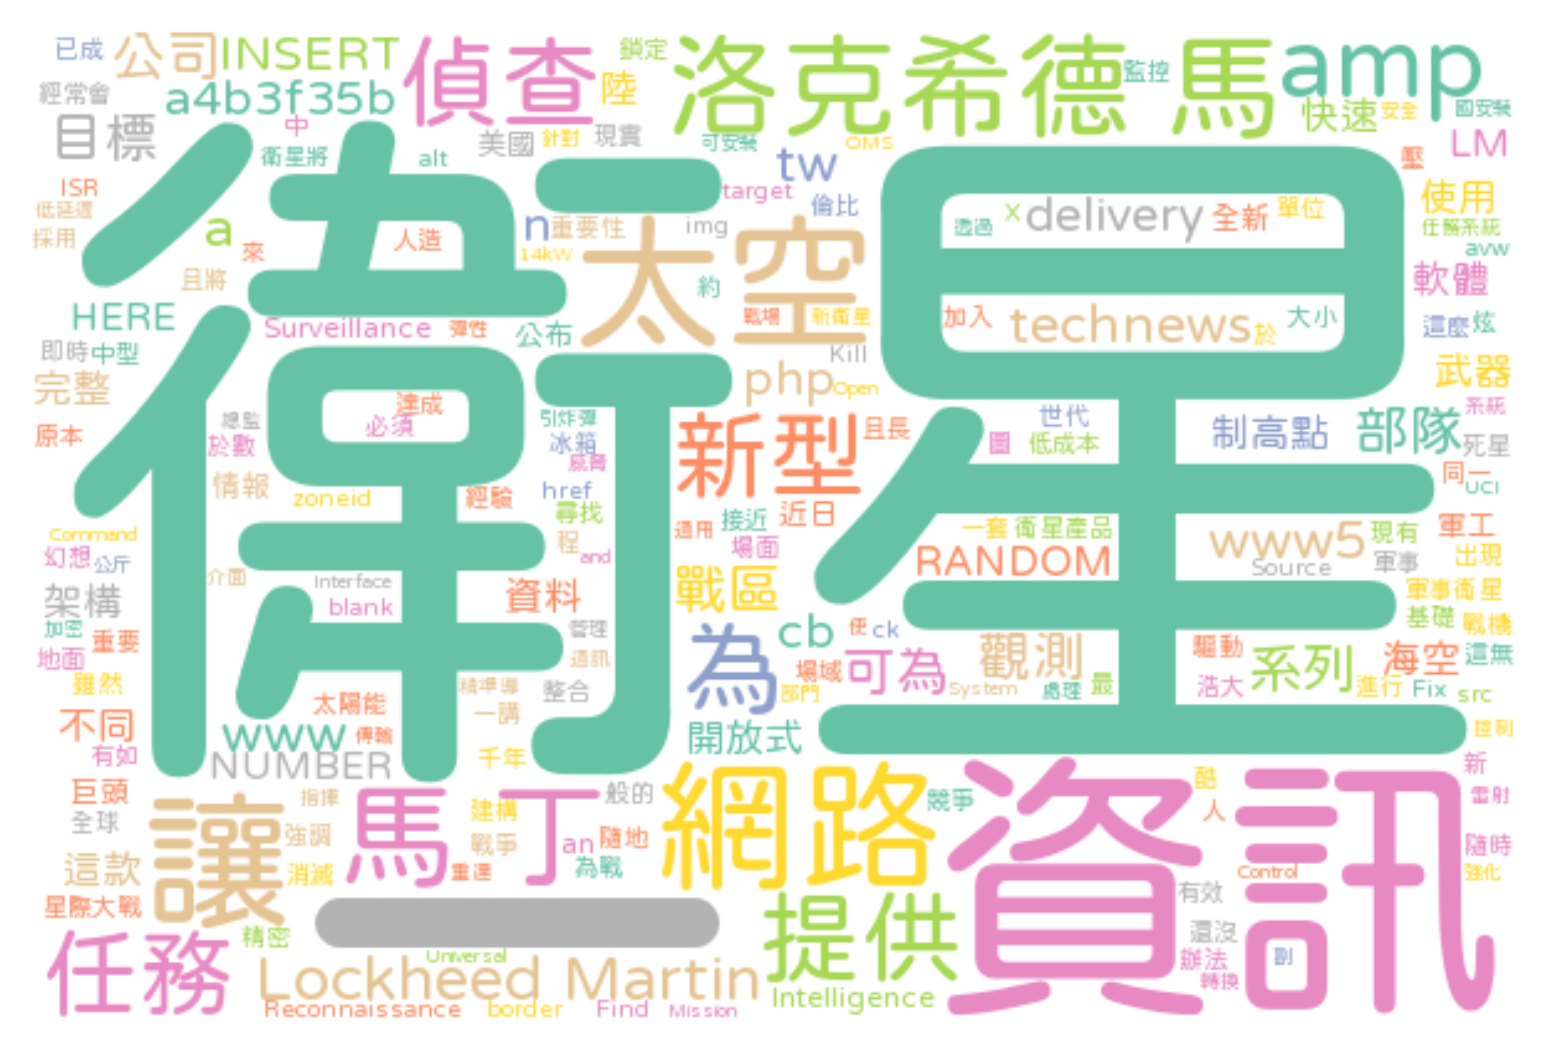 已成
公司
INSERT
偵查
鎖定
洛克希德 馬
監控
amp
經常會
a4b3f35b
陸
快速
安全
國安裝
目標
中
衛星將
alt
美國
針對
現實
可安裝
OMS
tw
LM
壓
ISR
低延遲
採用
a
來
人造
n
重要性
target
img
倫比
透過
x
delivery
全新
單位
使用
任務系統
avw
且將
14kW
太空
約
軟體
HERE
Surveillance
彈性
公布
戰場
新衛星
加入
technews
於
大小
這麼
炫
即時
中型
Kill
完整
php
Open
武器
衛星
達成
總監
必須
引炸彈
新型
且長
世代
系統
原本
於數
冰箱
威脅
圖
低成本
制高點
部隊
死星
情報
zoneid
經驗
href
尋找
適用
接近
近日
同一
UCI
Command
程
場面
一套
衛星產品
www5
現有
軍工
幻想
公斤
and
RANDOM
Source
軍事
出現
介面
Interface
架構
blank
資料
戰區
軍事衛星
加密
重要
管理
為
cb
便
ck
基礎
戰機
地面
通訊
場域
可為
觀測
驅動
系列
海空
這無
雖然
精準導
整合
部門
System
處理
最
浩大
進行
Fix
src
不同
太陽能
一講
www
傳輸
開放式
控制
有如
NUMBER
千年
新
巨頭
指揮
馬丁
般的
網路
資訊
酷
雷射
全球
讓
強調
建構
競爭
人
戰爭
an
隨地
隨時
這款
消滅
重達
為戰
Control
強化
星際大戰
一
提供
有效
任務
精密
Universal
還沒
Lockheed Martin
辦法
副
轉換
Reconnaissance
border
Find
Mission
Intelligence